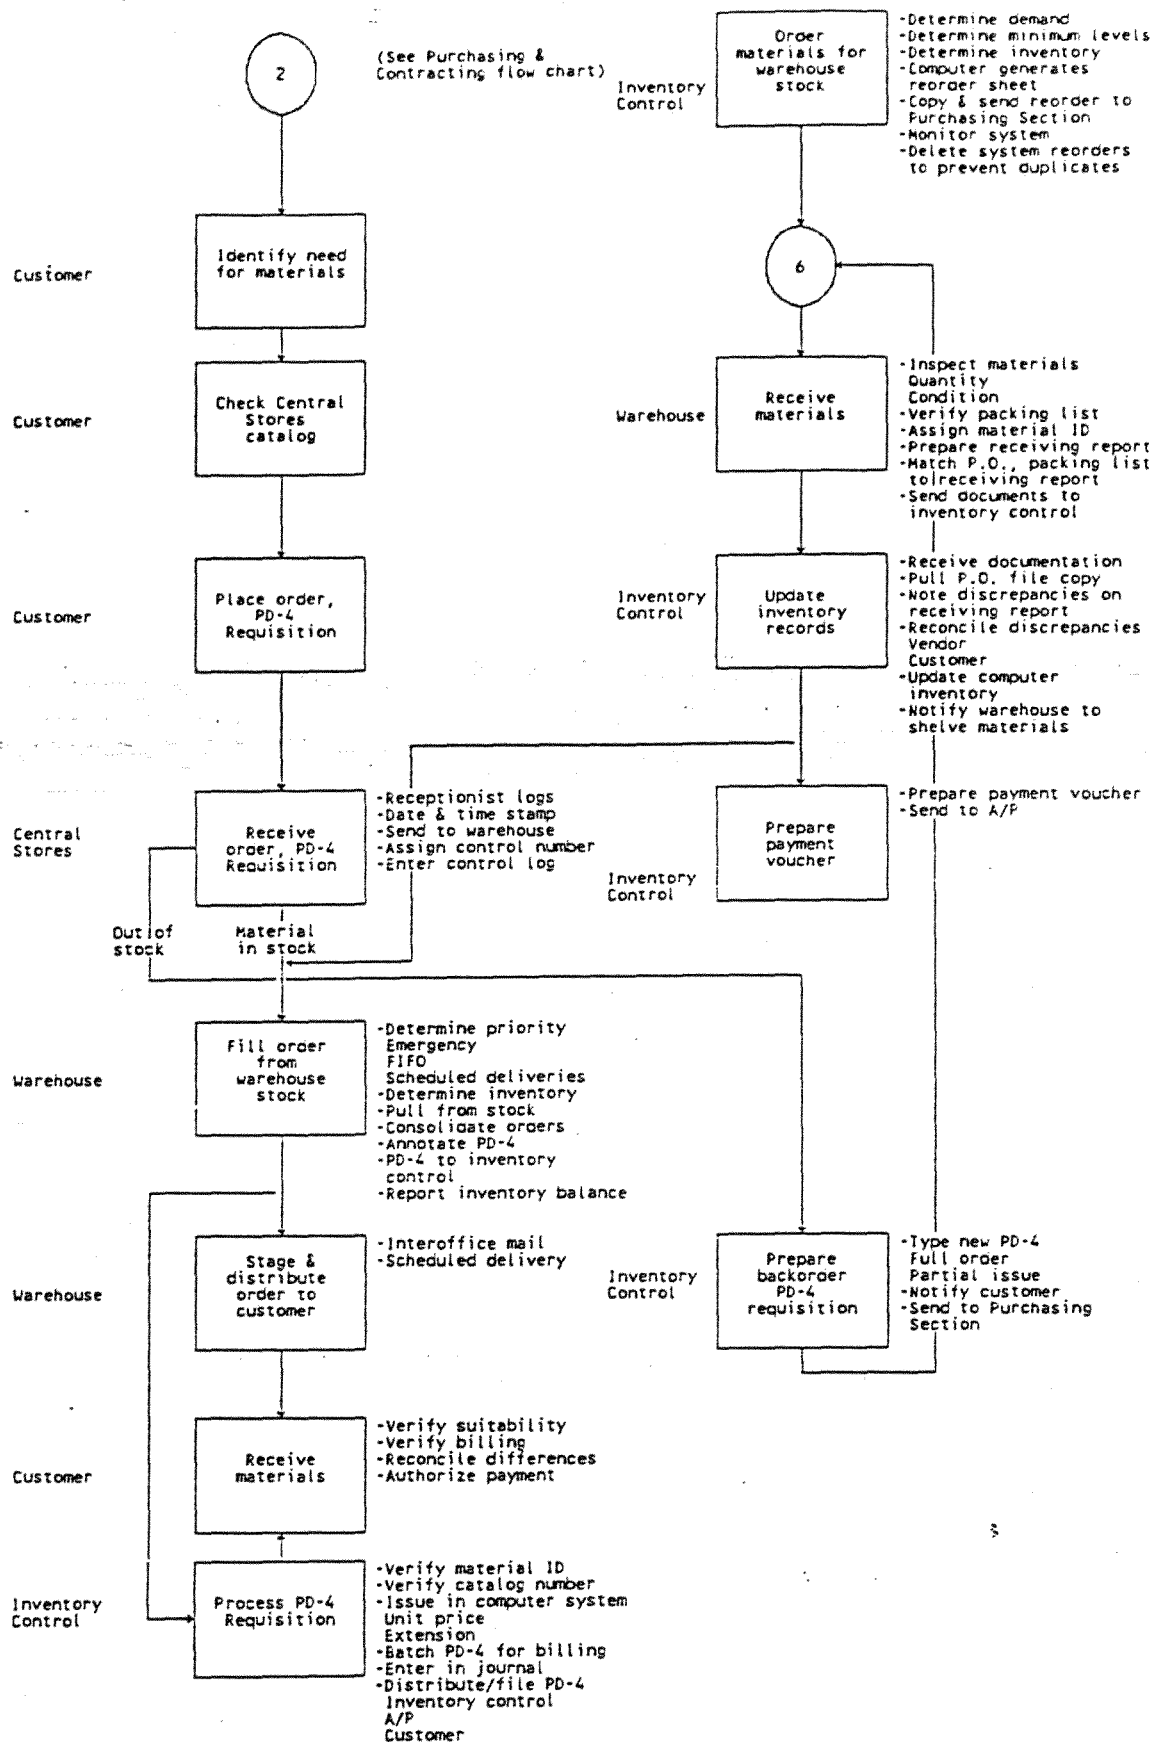 2
(See Purchasing &
Contracting flow chart)
Customer
Identify need
for materials
Customer
Check Central
Stores
catalog
Customer
Place order,
PD-4
Requisition
Central
Stores
Receive
order, PD-4
Requisition
-Receptionist logs
-Date & time stamp
-Send to warehouse
-Assign control number
-Enter control log
Out of
stock
Material
in stock
Warehouse
Fill order
from
warehouse
stock
-Determine priority
Emergency
FIFO
Scheduled deliveries
-Determine inventory
-Pull from stock
-Consolidate orders
-Annotate PD-4
-PD-4 to inventory
control
-Report inventory balance
Warehouse
Stage &
distribute
order to
customer
-Interoffice mail
-Scheduled delivery
Customer
Receive
materials
-Verify suitability
-Verify billing
-Reconcile differences
-Authorize payment
Inventory
Control
Process PD-4
Requisition
-Verify material ID
-Verify catalog number
-Issue in computer system
Unit price
Extension
-Batch PD-4 for billing
-Enter in journal
-Distribute/file PD-4
Inventory control
A/P
Customer
Inventory
Control
Order
materials for
warehouse
stock
-Determine demand
-Determine minimum levels
-Determine inventory
-Computer generates
reorder sheet
-Copy & send reorder to
Purchasing Section
-Monitor system
-Delete system reorders
to prevent duplicates
6
Warehouse
Receive
materials
-Inspect materials
Quantity
Condition
-Verify packing list
-Assign material ID
-Prepare receiving report
-Match P.O., packing list
to receiving report
-Send documents to
inventory control
Inventory
Control
Update
inventory
records
-Receive documentation
-Pull P.O. file copy
-Note discrepancies on
receiving report
-Reconcile discrepancies
Vendor
Customer
-Update computer
inventory
-Notify warehouse to
shelve materials
Inventory
Control
Prepare
payment
voucher
-Prepare payment voucher
-Send to A/P
Inventory
Control
Prepare
backorder
PD-4
requisition
-Type new PD-4
Full order
Partial issue
-Notify customer
-Send to Purchasing
Section